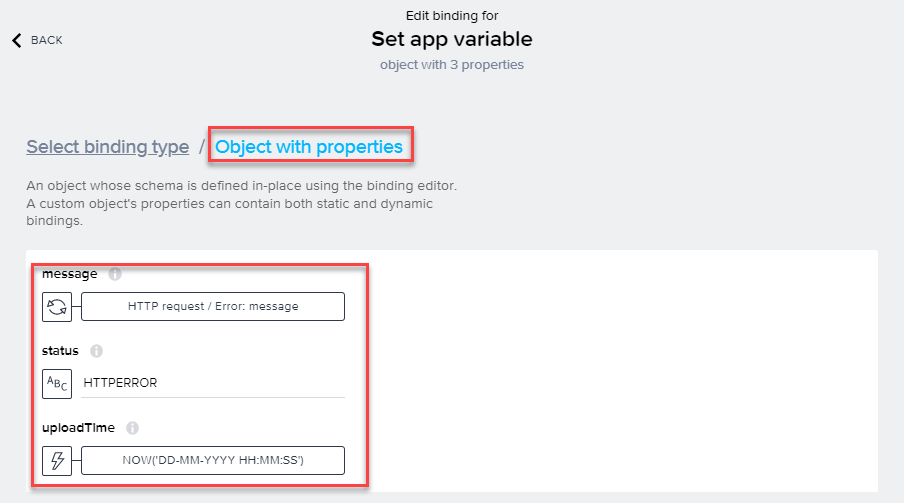 Edit binding for
BACK
Set app variable
object with 3 properties
Select binding type / Object with properties
An object whose schema is defined in-place using the binding editor.
A custom object's properties can contain both static and dynamic
bindings.
message
HTTP request / Error: message
status
ABC HTTPERROR
uploadTime
NOW('DD-MM-YYYY HH:MM:SS')